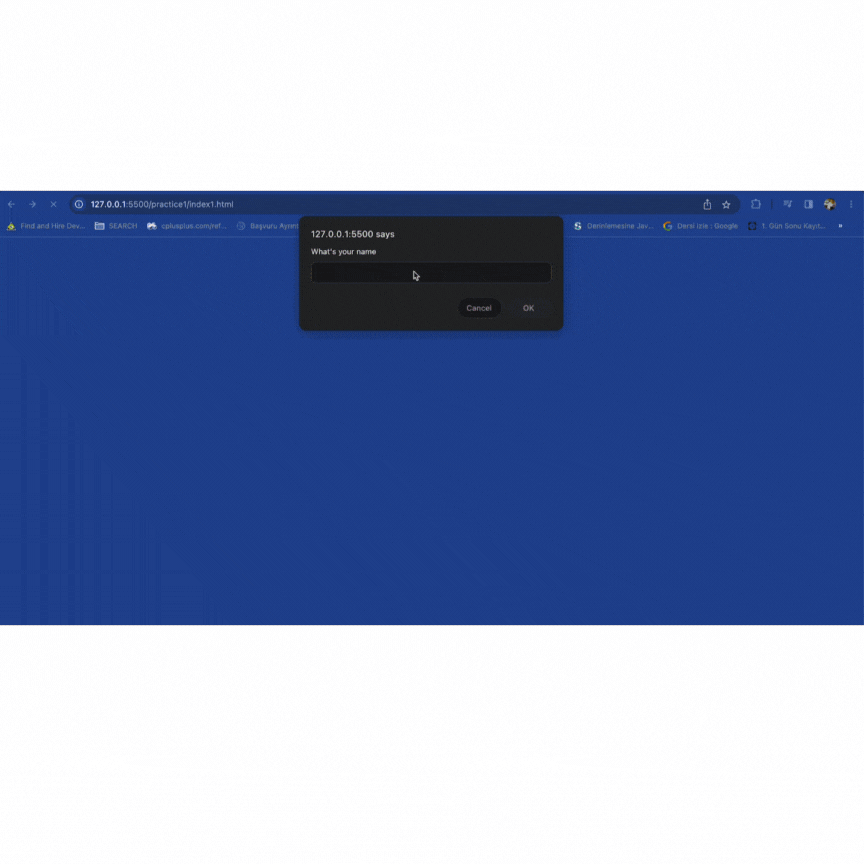 127.0.0.1:5500/practice1/index1.html
Find and Hire Dev... SEARCH cplusplus.com/ref... Başvuru Ayrınt Derinlemesine Jav... Dersi izle : Google 1. Gün Sonu Kayıt... »
127.0.0.1:5500 says
What's your name
Cancel OK